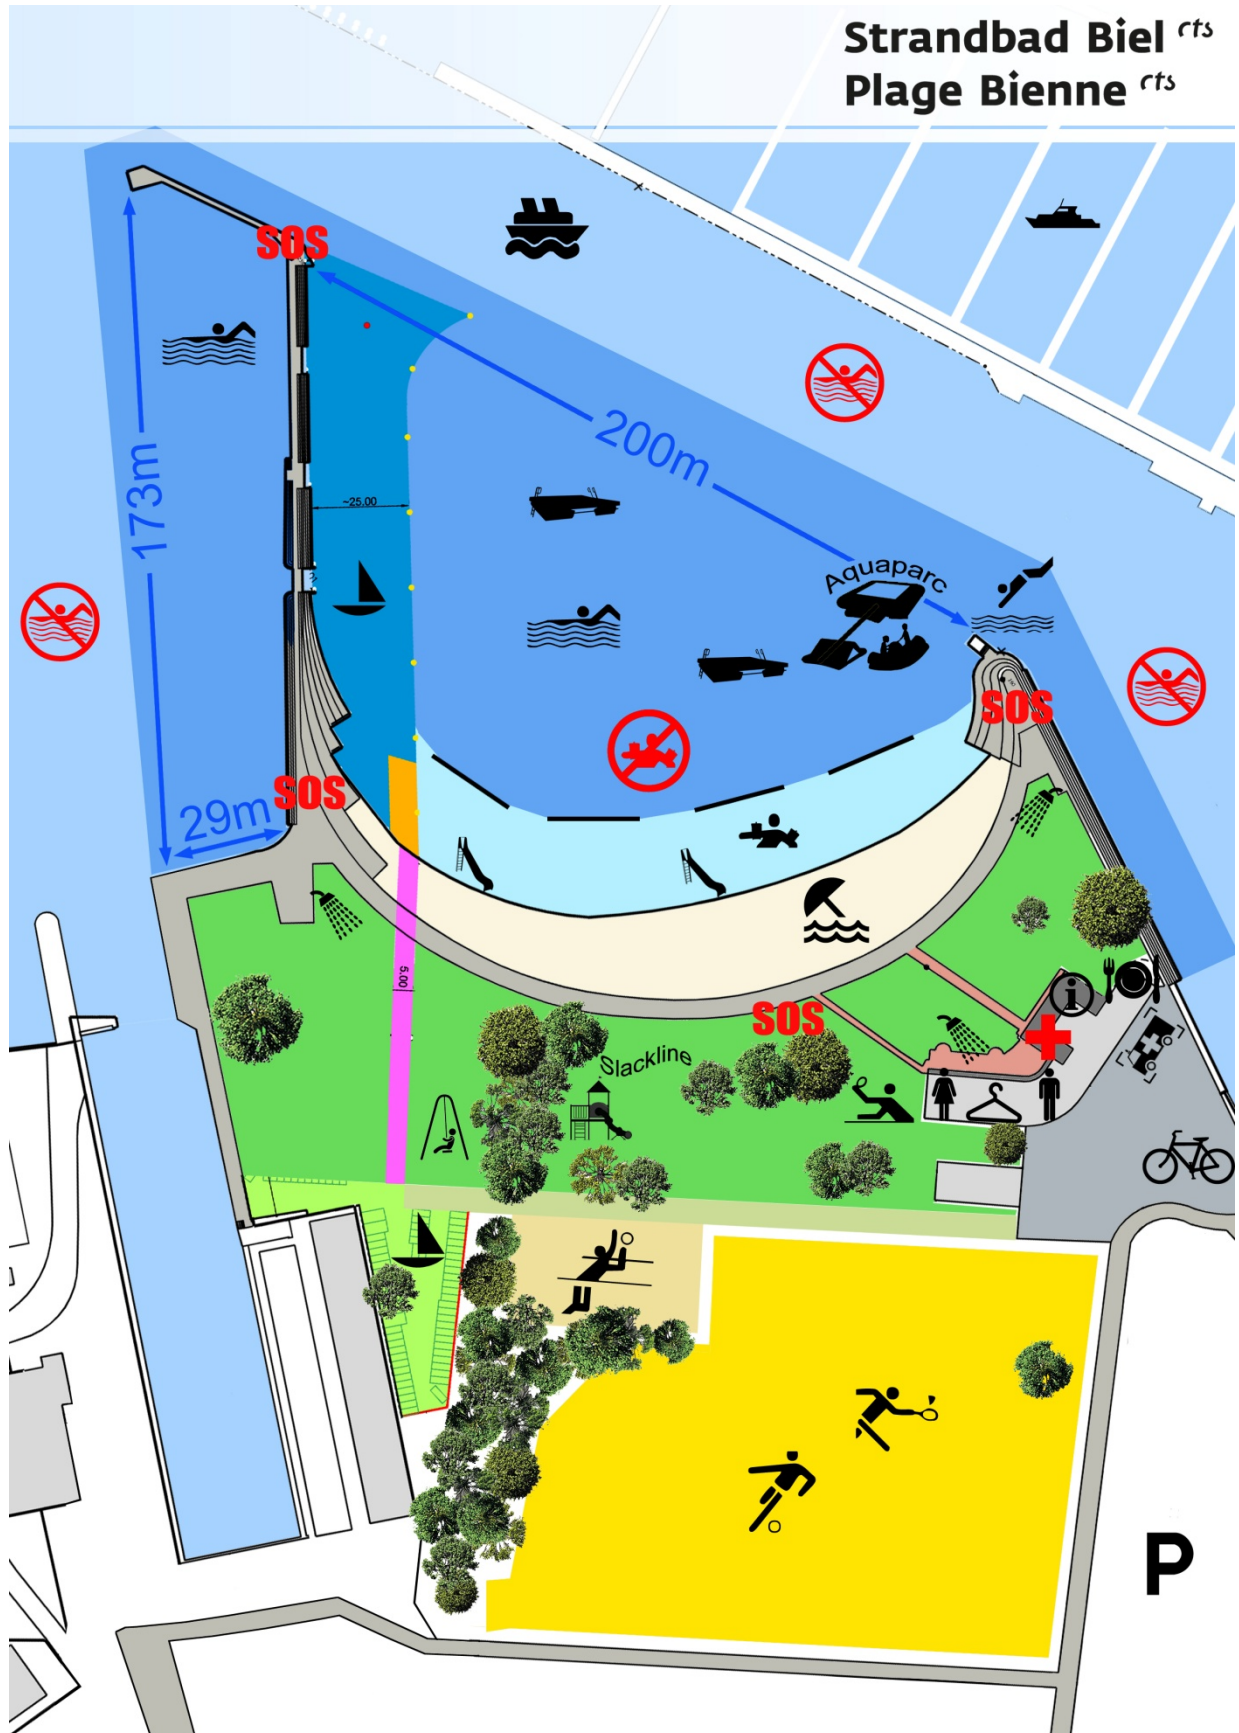 Strandbad Biel cts
Plage Bienne cts
SOS
200m
173m
~25.00
Aquaparc
SOS
SOS
29m
5.00
SOS
i
Slackline
P